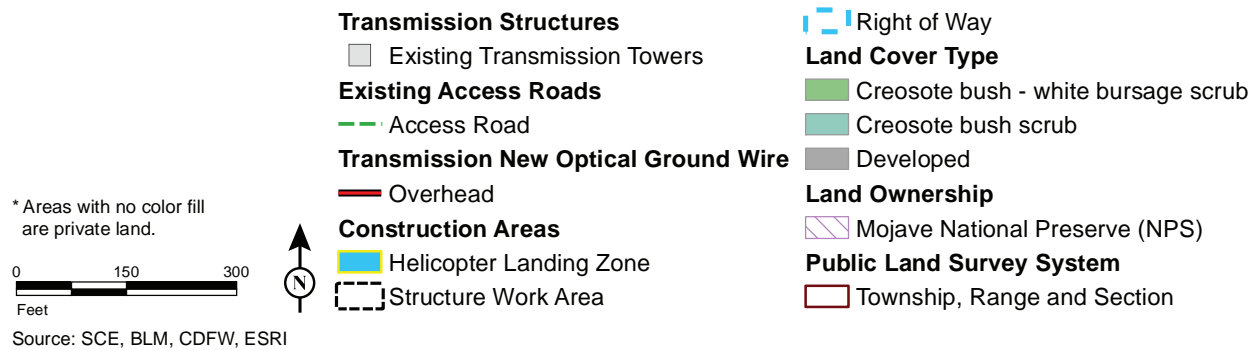 * Areas with no color fill
are private land.
0 150 300
Feet
Source: SCE, BLM, CDFW, ESRI
N
Transmission Structures
Existing Transmission Towers
Existing Access Roads
Access Road
Transmission New Optical Ground Wire
Overhead
Construction Areas
Helicopter Landing Zone
Structure Work Area
Right of Way
Land Cover Type
Creosote bush - white bursage scrub
Creosote bush scrub
Developed
Land Ownership
Mojave National Preserve (NPS)
Public Land Survey System
Township, Range and Section